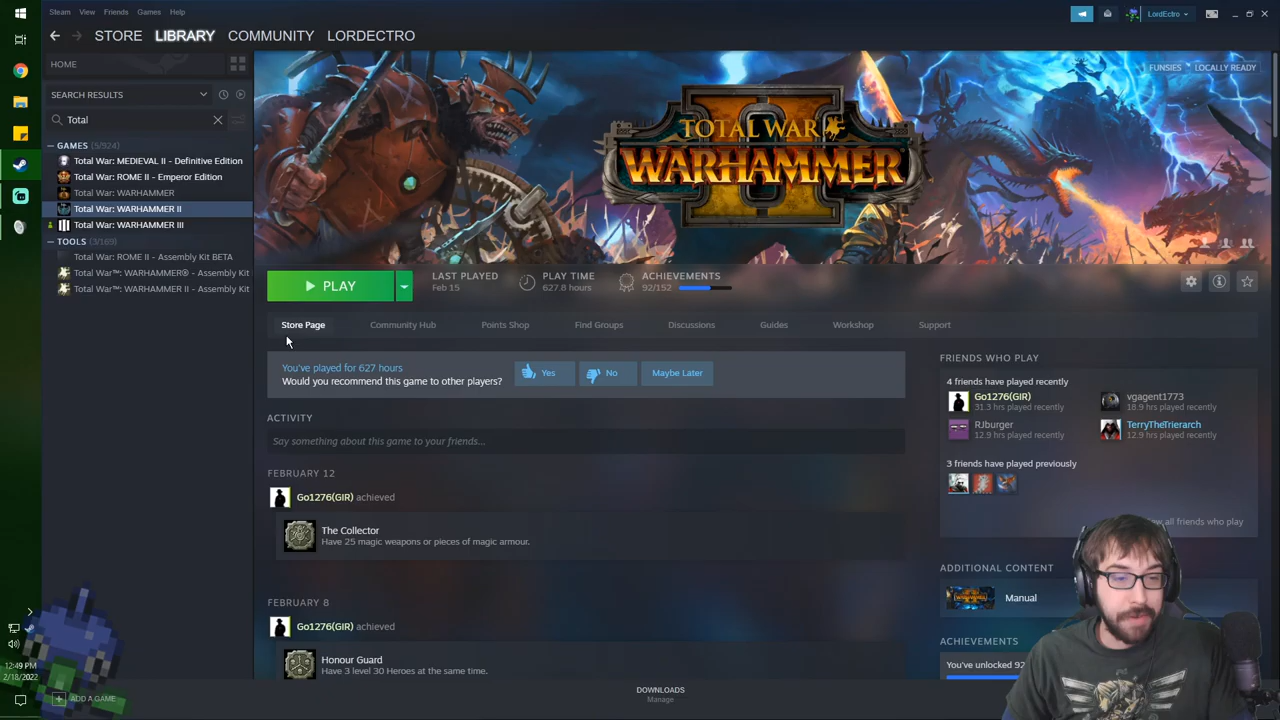 Steam View Friends Games Help
LordEctro
STORE LIBRARY COMMUNITY LORDECTRO
HOME
SEARCH RESULTS
Total
GAMES (5/924)
Total War: MEDIEVAL II - Definitive Edition
Total War: ROME II - Emperor Edition
Total War: WARHAMMER
Total War: WARHAMMER II
Total War: WARHAMMER III
TOOLS (3/169)
Total War: ROME II - Assembly Kit BETA
Total War™: WARHAMMER® - Assembly Kit
Total War™: WARHAMMER II - Assembly Kit
FUNSIES LOCALLY READY
TOTAL WAR
WARHAMMER
II
PLAY
LAST PLAYED
Feb 15
PLAY TIME
627.8 hours
ACHIEVEMENTS
92/152
Store Page Community Hub Points Shop Find Groups Discussions Guides Workshop Support
You've played for 627 hours
Would you recommend this game to other players?
Yes No Maybe Later
ACTIVITY
Say something about this game to your friends...
FEBRUARY 12
Go1276(GIR) achieved
The Collector
Have 25 magic weapons or pieces of magic armour.
FEBRUARY 8
Go1276(GIR) achieved
Honour Guard
Have 3 level 30 Heroes at the same time.
FRIENDS WHO PLAY
4 friends have played recently
Go1276(GIR)
31.3 hrs played recently
vgagent1773
18.9 hrs played recently
RJburger
12.9 hrs played recently
TerryTheTrierarch
12.9 hrs played recently
3 friends have played previously
all friends who play
ADDITIONAL CONTENT
Manual
ACHIEVEMENTS
You've unlocked 92
12:49 PM
2/18/2022
ADD A GAME
DOWNLOADS
Manage